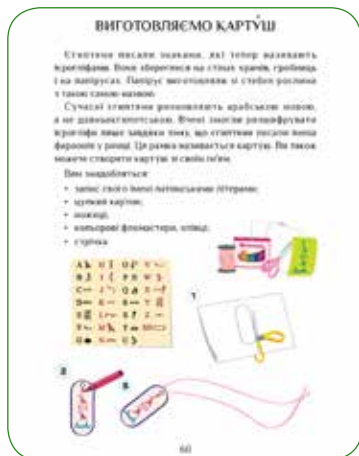 ВИГОТОВЛЯЄМО КАРТУ́Ш
Єгиптяни писали знаками, які тепер називають
ієрогліфами. Вони збереглися на стінах храмів, гробниць
і на папірусах. Папірус виготовляли зі стебел рослини
з такою самою назвою.
Сучасні єгиптяни розмовляють арабською мовою,
а не давньоєгипетською. Вчені змогли розшифрувати
ієрогліфи лише завдяки тому, що єгиптяни писали імена
фараонів у рамці. Ця рамка називається картуш. Ви також
можете створити картуш зі своїм ім'ям.
Вам знадобляться:
• запис свого імені латинськими літерами;
• цупкий картон;
• ножиці;
• кольорові фломастери, олівці;
• стрічка.
1
2
3
60